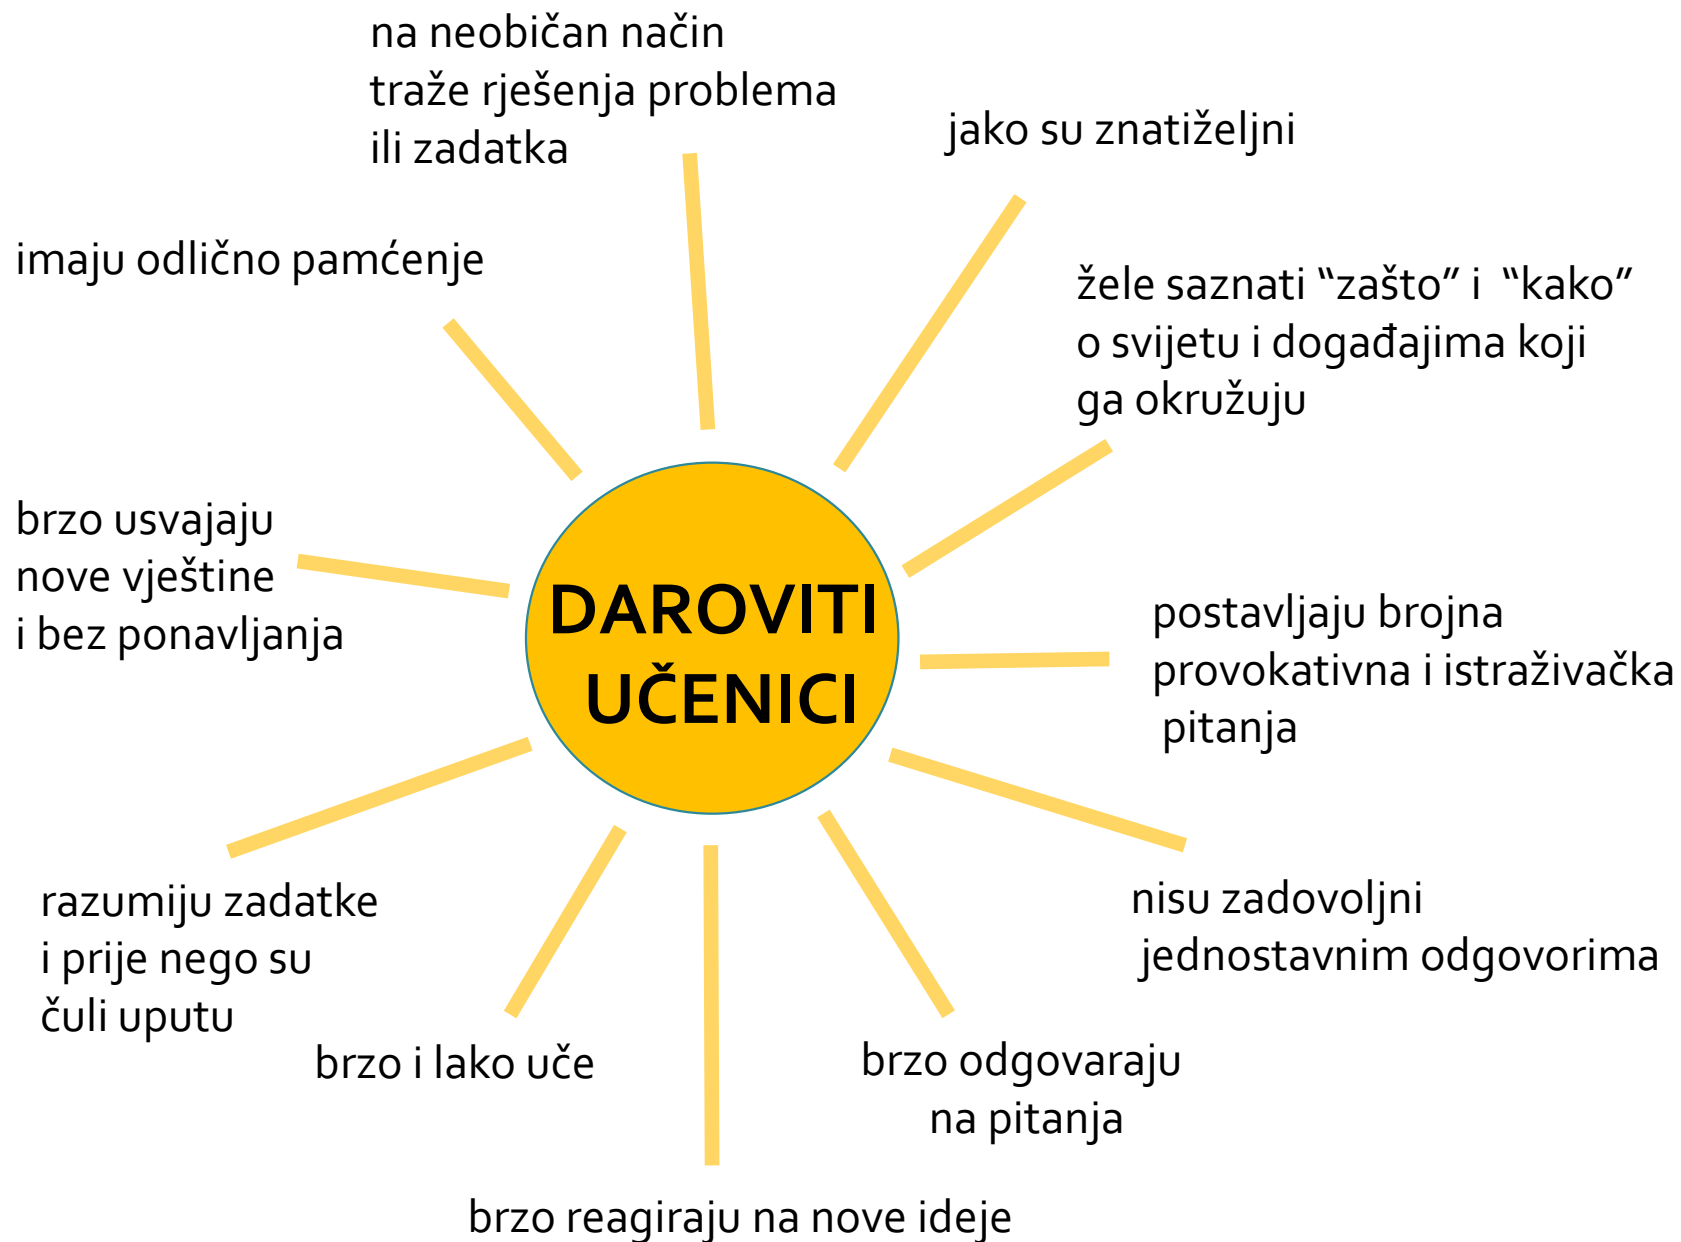 na neobičan način
traže rješenja problema
ili zadatka
jako su znatiželjni
imaju odlično pamćenje
žele saznati “zašto” i “kako”
o svijetu i događajima koji
ga okružuju
brzo usvajaju
nove vještine
i bez ponavljanja
DAROVITI
UČENICI
postavljaju brojna
provokativna i istraživačka
pitanja
razumiju zadatke
i prije nego su
čuli uputu
nisu zadovoljni
jednostavnim odgovorima
brzo i lako uče
brzo odgovaraju
na pitanja
brzo reagiraju na nove ideje